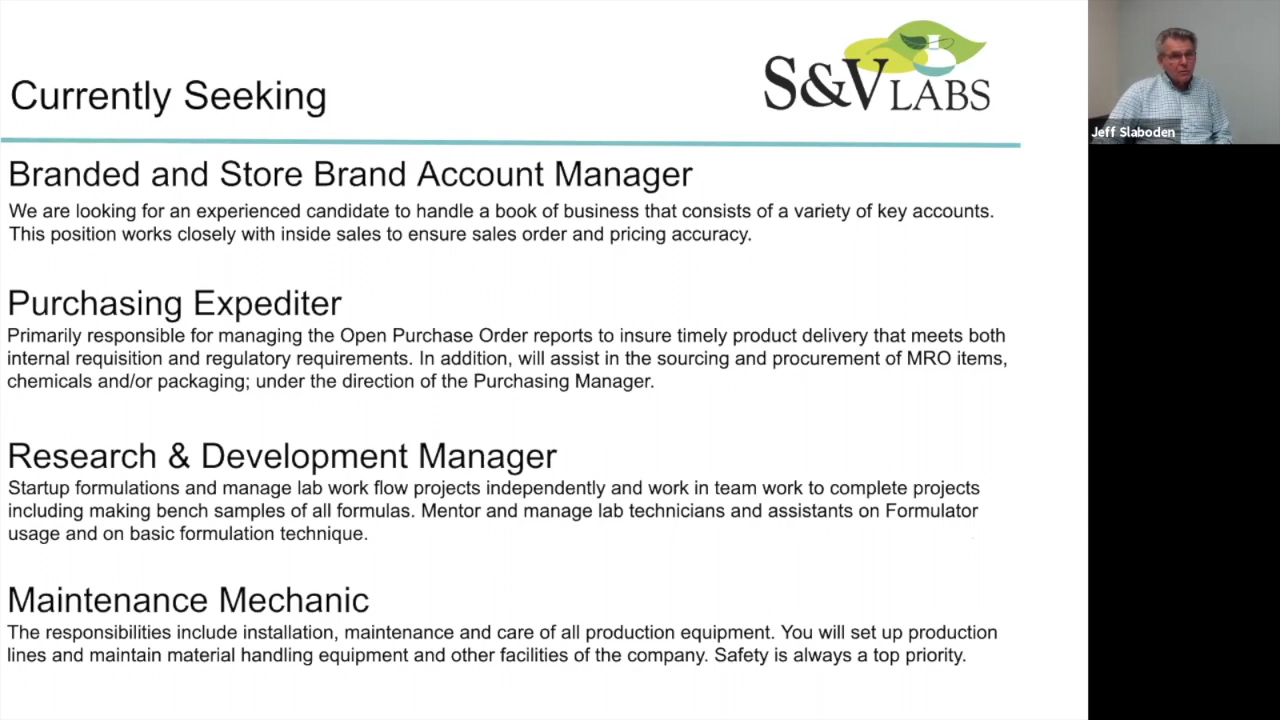 S&V LABS
Currently Seeking
Jeff Slaboden
Branded and Store Brand Account Manager
We are looking for an experienced candidate to handle a book of business that consists of a variety of key accounts.
This position works closely with inside sales to ensure sales order and pricing accuracy.
Purchasing Expediter
Primarily responsible for managing the Open Purchase Order reports to insure timely product delivery that meets both
internal requisition and regulatory requirements. In addition, will assist in the sourcing and procurement of MRO items,
chemicals and/or packaging; under the direction of the Purchasing Manager.
Research & Development Manager
Startup formulations and manage lab work flow projects independently and work in team work to complete projects
including making bench samples of all formulas. Mentor and manage lab technicians and assistants on Formulator
usage and on basic formulation technique.
Maintenance Mechanic
The responsibilities include installation, maintenance and care of all production equipment. You will set up production
lines and maintain material handling equipment and other facilities of the company. Safety is always a top priority.